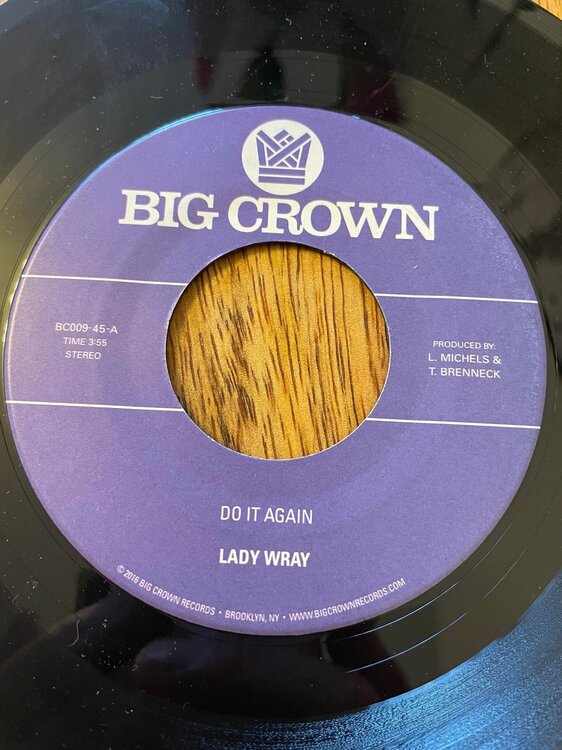 BIG CROWN
BC009-45-A
TIME 3:55
STEREO
PRODUCED BY:
L. MICHELS &
T. BRENNECK
DO IT AGAIN
LADY WRAY
© 2016 BIG CROWN RECORDS • BROOKLYN, NY • WWW.BIGCROWNRECORDS.COM